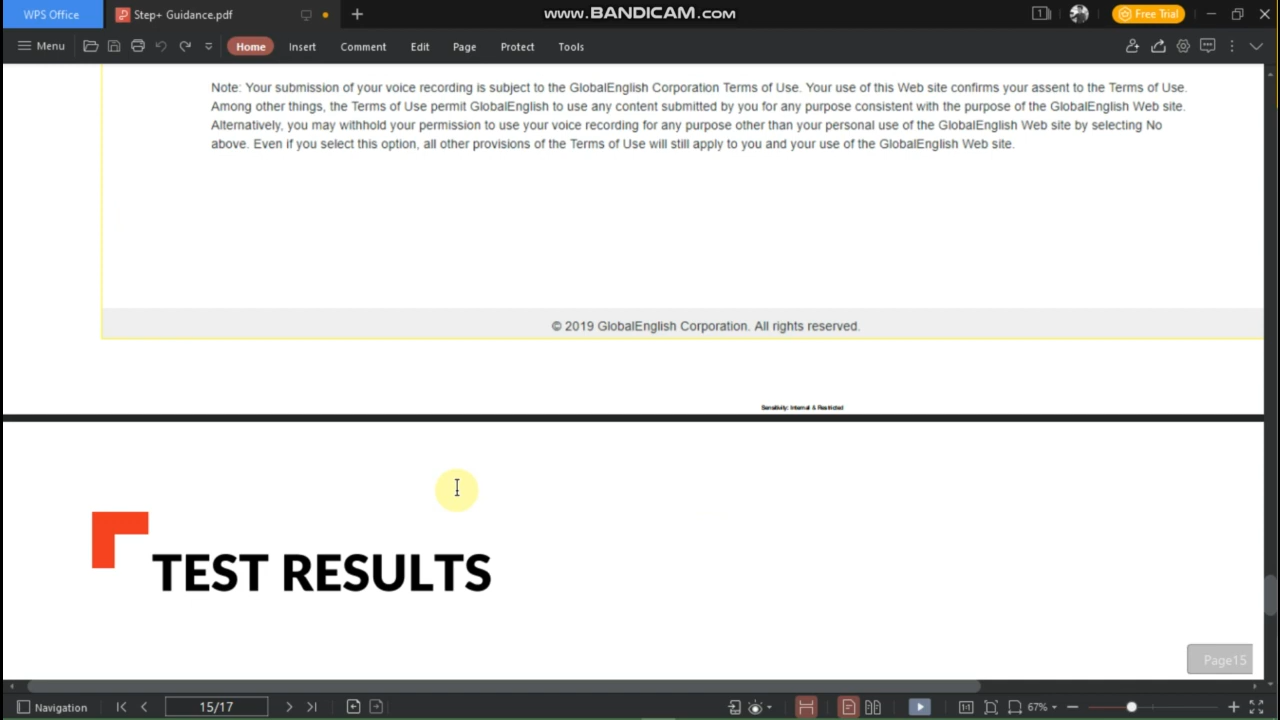 WPS Office
Step+ Guidance.pdf
www.BANDICAM.com
1
Free Trial
Menu
Home
Insert
Comment
Edit
Page
Protect
Tools
Note: Your submission of your voice recording is subject to the GlobalEnglish Corporation Terms of Use. Your use of this Web site confirms your assent to the Terms of Use.
Among other things, the Terms of Use permit GlobalEnglish to use any content submitted by you for any purpose consistent with the purpose of the GlobalEnglish Web site.
Alternatively, you may withhold your permission to use your voice recording for any purpose other than your personal use of the GlobalEnglish Web site by selecting No
above. Even if you select this option, all other provisions of the Terms of Use will still apply to you and your use of the GlobalEnglish Web site.
© 2019 GlobalEnglish Corporation. All rights reserved.
Sensitivity: Internal & Restricted
TEST RESULTS
Page15
Navigation
15/17
1:1
67%